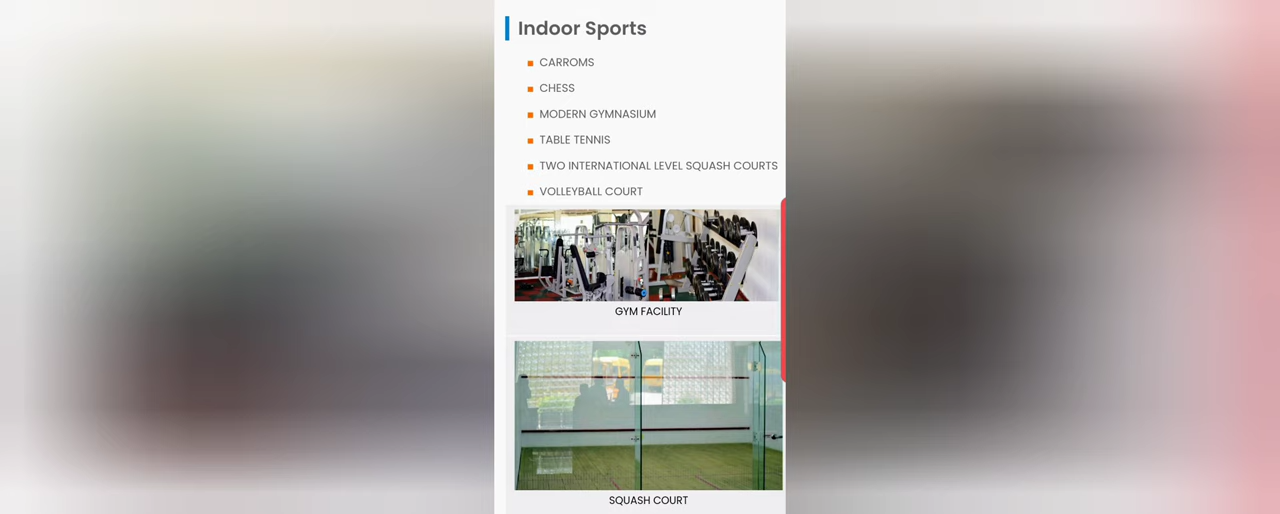 Indoor Sports
CARROMS
CHESS
MODERN GYMNASIUM
TABLE TENNIS
TWO INTERNATIONAL LEVEL SQUASH COURTS
VOLLEYBALL COURT
GYM FACILITY
SQUASH COURT